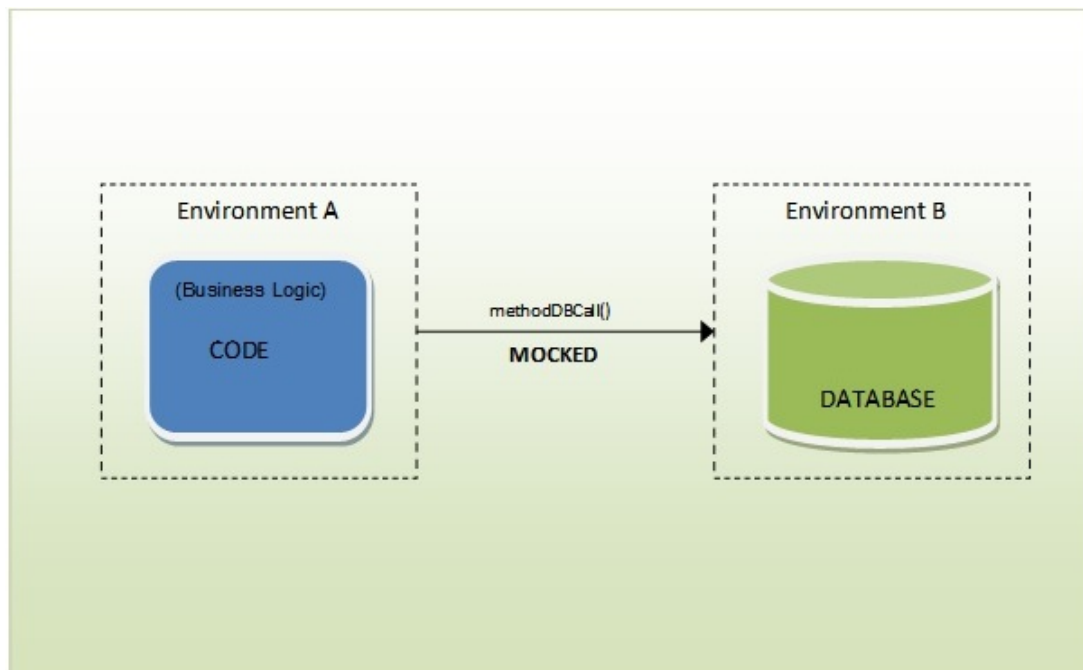 Environment A
(Business Logic)
CODE
methodDBCall()
MOCKED
Environment B
DATABASE